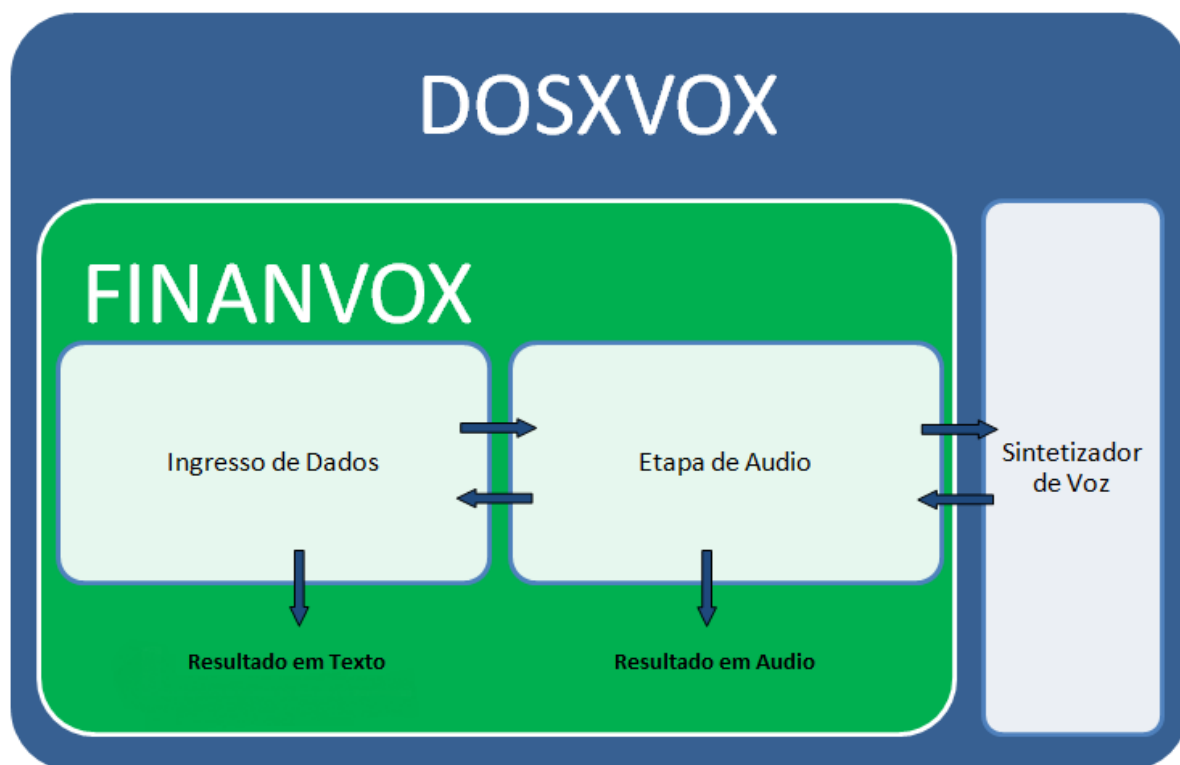 DOSXVOX
FINANVOX
Ingresso de Dados
Etapa de Audio
Sintetizador
de Voz
Resultado em Texto
Resultado em Audio